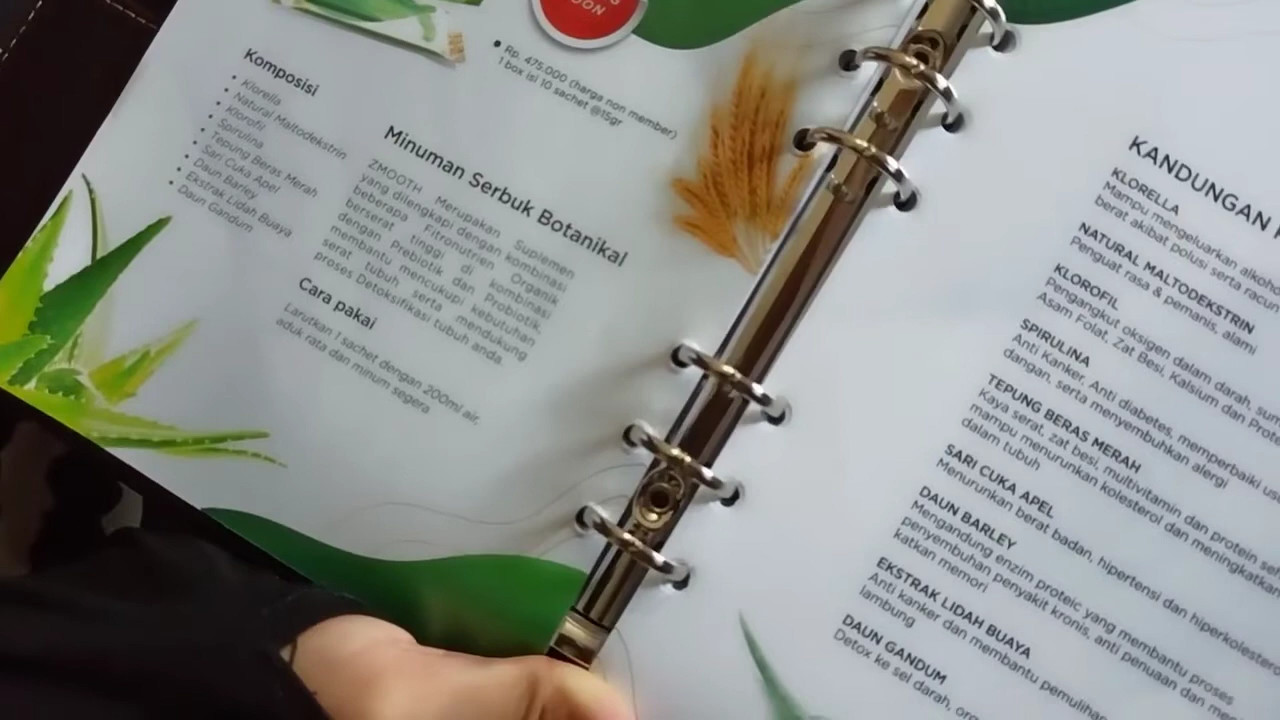 Rp. 475.000 (harga non member)
1 box isi 10 sachet @15gr
Komposisi
Klorella
Natural Maltodekstrin
Klorofil
Spirulina
Tepung Beras Merah
Sari Cuka Apel
Daun Barley
Ekstrak Lidah Buaya
Daun Gandum
Minuman Serbuk Botanikal
ZMOOTH Merupakan Suplemen
yang dilengkapi dengan kombinasi
beberapa Fitronutrien Organik
berserat tinggi di kombinasi
dengan Prebiotik dan Probiotik,
membantu mencukupi kebutuhan
serat tubuh serta mendukung
proses Detoksifikasi tubuh anda
Cara pakai
Larutkan 1 sachet dengan 200ml air,
aduk rata dan minum segera
KANDUNGAN
KLORELLA
Mampu mengeluarkan alkoho
berat akibat polusi serta racun
NATURAL MALTODEKSTRIN
Penguat rasa & pemanis, alami
KLOROFIL
Pengangkut oksigen dalam darah, sum
Asam Folat, Zat Besi, Kalsium dan Prote
SPIRULINA
Anti Kanker, Anti diabetes, memperbaiki us
dangan, serta menyembuhkan alergi
TEPUNG BERAS MERAH
Kaya serat, zat besi, multivitamin dan protein ser
mampu menurunkan kolesterol dan meningkatkan
dalam tubuh
SARI CUKA APEL
Menurunkan berat badan, hipertensi dan hiperkolestero
DAUN BARLEY
Mengandung enzim proteic yang membantu proses
penyembuhan penyakit kronis, anti penuaan dan me
katkan memori
EKSTRAK LIDAH BUAYA
Anti kanker dan membantu pemuliha
lambung
DAUN GANDUM
Detox ke sel darah, org